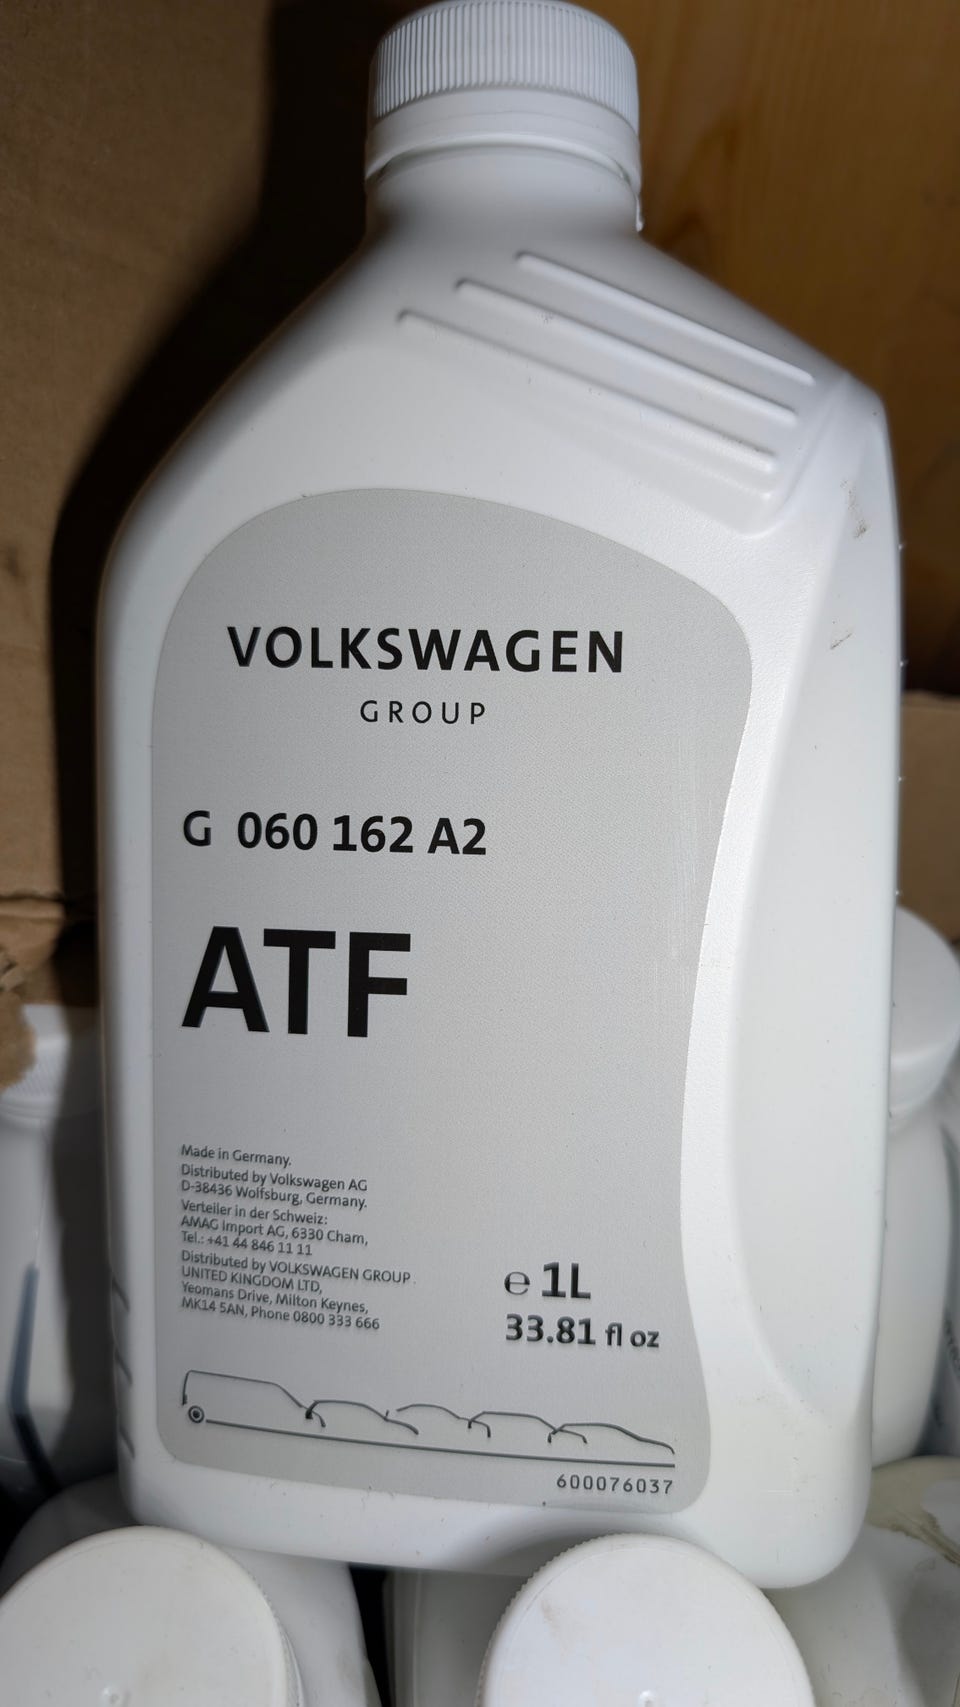 VOLKSWAGEN
GROUP
G 060 162 A2
ATF
Made in Germany.
Distributed by Volkswagen AG
D-38436 Wolfsburg, Germany.
Verteiler in der Schweiz:
AMAG Import AG, 6330 Cham,
Tel.: +41 44 846 11 11
Distributed by VOLKSWAGEN GROUP
UNITED KINGDOM LTD,
Yeomans Drive, Milton Keynes,
MK14 5AN, Phone 0800 333 666
℮ 1L
33.81 fl oz
600076037